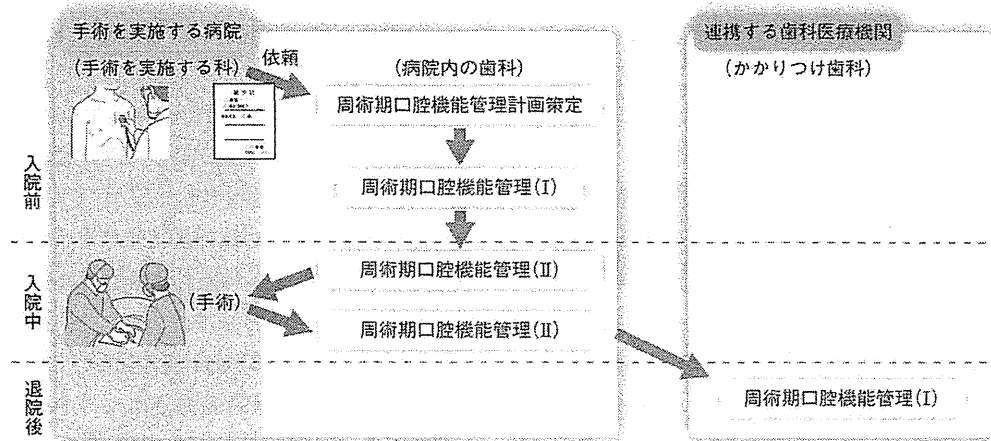 手術を実施する病院
(手術を実施する科)
依頼
(病院内の歯科)
連携する歯科医療機関
(かかりつけ歯科)
周術期口腔機能管理計画策定
入院前
周術期口腔機能管理(I)
入院中
周術期口腔機能管理(II)
(手術)
周術期口腔機能管理(II)
退院後
周術期口腔機能管理(I)